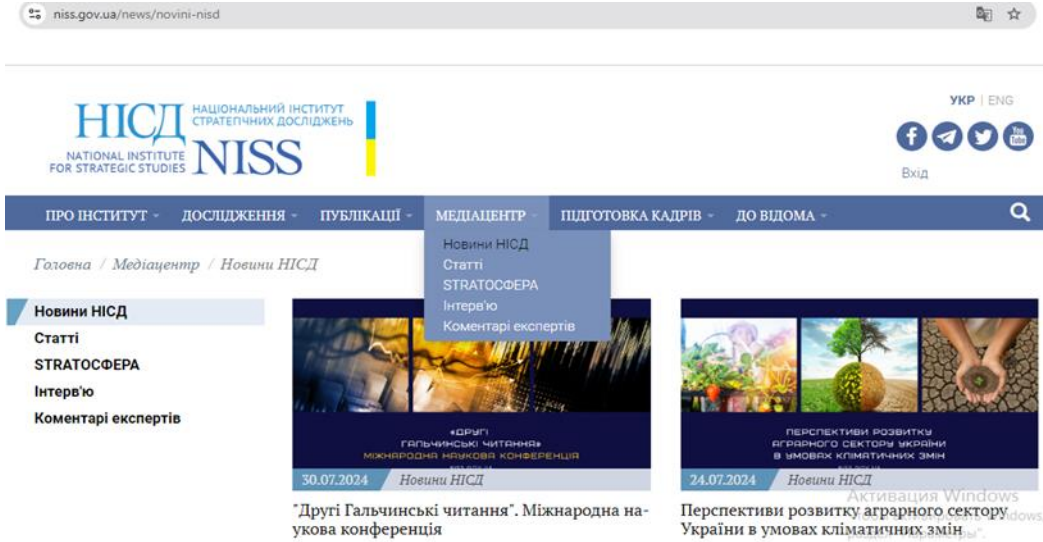 niss.gov.ua/news/novini-nisd
НІСД НАЦІОНАЛЬНИЙ ІНСТИТУТ
СТРАТЕГІЧНИХ ДОСЛІДЖЕНЬ
NATIONAL INSTITUTE
FOR STRATEGIC STUDIES NISS
УКР | ENG
You
Tube
Вхід
ПРО ІНСТИТУТ ДОСЛІДЖЕННЯ ПУБЛІКАЦІЇ МЕДІАЦЕНТР ПІДГОТОВКА КАДРІВ ДО ВІДОМА
Новини НІСД
Статті
STRATOСФЕРА
Інтерв'ю
Коментарі експертів
Головна / Медіацентр / Новини НІСД
Новини НІСД
Статті
STRATOСФЕРА
Інтерв'ю
Коментарі експертів
«ДРУГІ
ГАЛЬЧИНСЬКІ ЧИТАННЯ»
МІЖНАРОДНА НАУКОВА КОНФЕРЕНЦІЯ
30.07.2024 Новини НІСД
"Другі Гальчинські читання". Міжнародна на-
укова конференція
ПЕРСПЕКТИВИ РОЗВИТКУ
АГРАРНОГО СЕКТОРУ УКРАЇНИ
В УМОВАХ КЛІМАТИЧНИХ ЗМІН
24.07.2024 Новини НІСД
Перспективи розвитку аграрного сектору
України в умовах кліматичних змін
Активация Windows